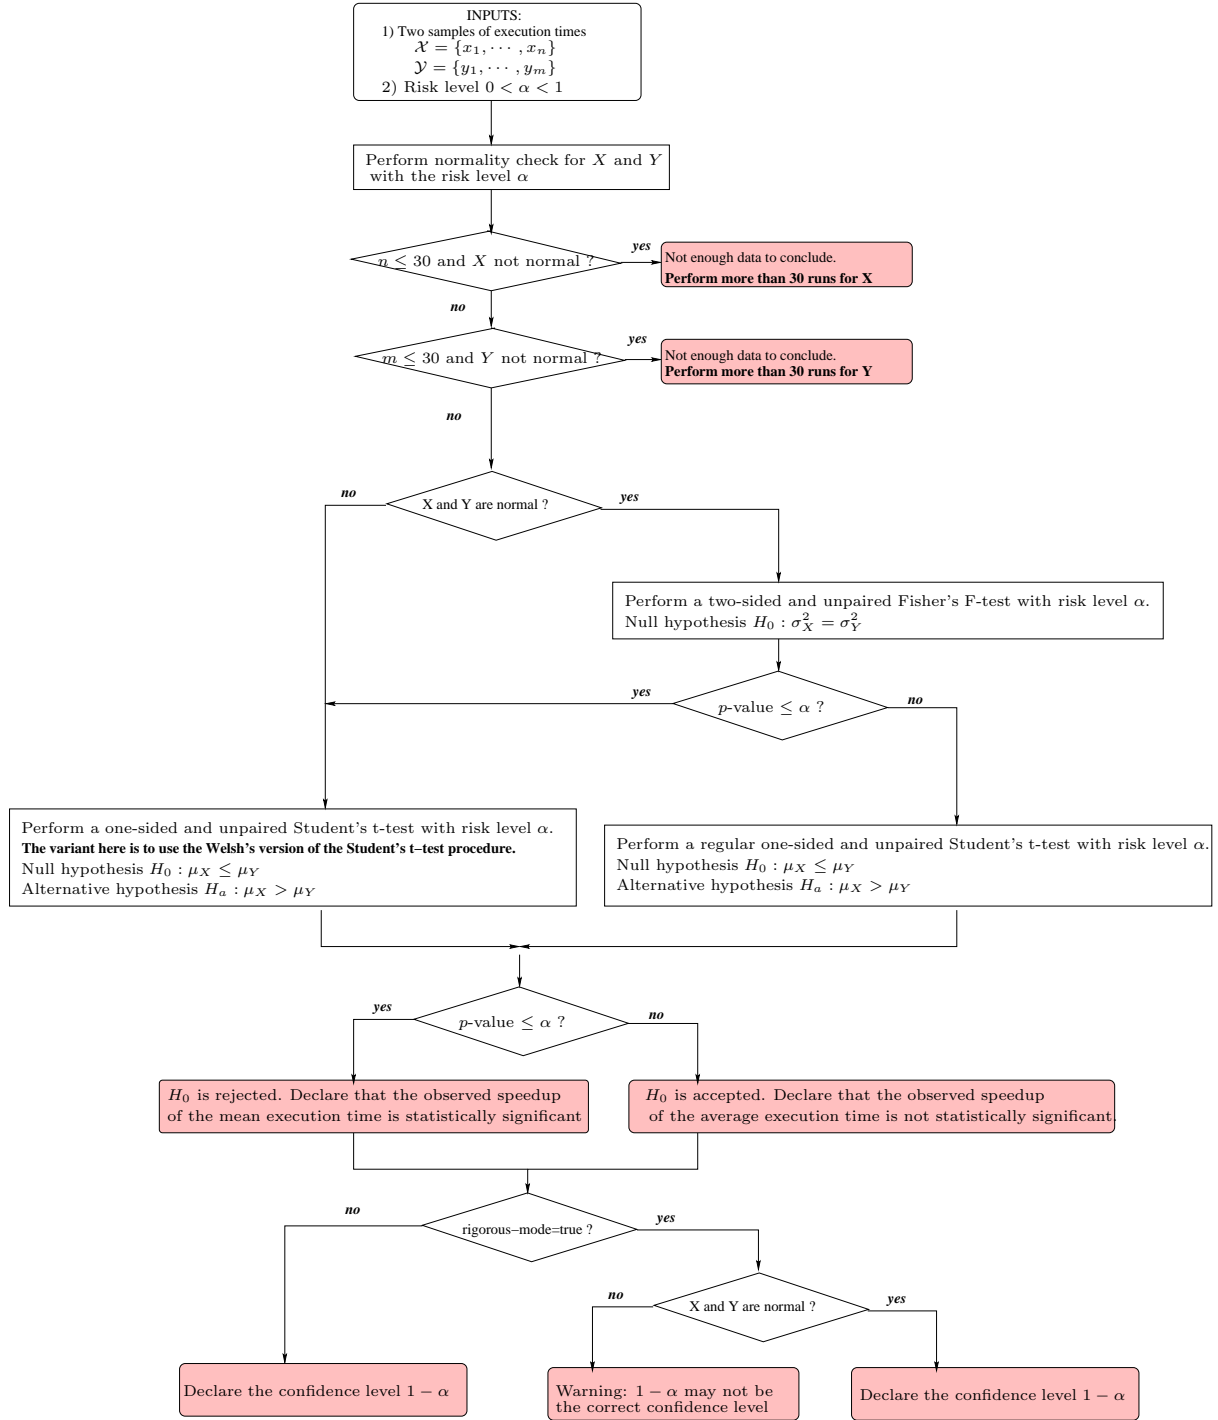 INPUTS:
1) Two samples of execution times
𝒳 = {x₁, ⋯ , xₙ}
𝒴 = {y₁, ⋯ , yₘ}
2) Risk level 0 < α < 1
Perform normality check for X and Y
with the risk level α
n ≤ 30 and X not normal ?
yes
Not enough data to conclude.
Perform more than 30 runs for X
no
m ≤ 30 and Y not normal ?
yes
Not enough data to conclude.
Perform more than 30 runs for Y
no
X and Y are normal ?
no
yes
Perform a two-sided and unpaired Fisher's F-test with risk level α.
Null hypothesis H₀ : σ²_X = σ²_Y
p-value ≤ α ?
yes
no
Perform a one-sided and unpaired Student's t-test with risk level α.
The variant here is to use the Welsh's version of the Student's t−test procedure.
Null hypothesis H₀ : μ_X ≤ μ_Y
Alternative hypothesis Hₐ : μ_X > μ_Y
Perform a regular one-sided and unpaired Student's t-test with risk level α.
Null hypothesis H₀ : μ_X ≤ μ_Y
Alternative hypothesis Hₐ : μ_X > μ_Y
p-value ≤ α ?
yes
no
H₀ is rejected. Declare that the observed speedup
of the mean execution time is statistically significant
H₀ is accepted. Declare that the observed speedup
of the average execution time is not statistically significant.
rigorous−mode=true ?
no
yes
X and Y are normal ?
no
yes
Declare the confidence level 1 − α
Warning: 1 − α may not be
the correct confidence level
Declare the confidence level 1 − α